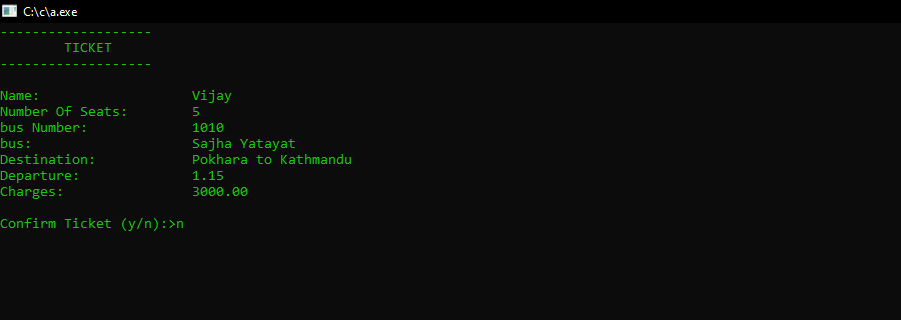 C:\c\a.exe
-------------------
TICKET
-------------------
Name: Vijay
Number Of Seats: 5
bus Number: 1010
bus: Sajha Yatayat
Destination: Pokhara to Kathmandu
Departure: 1.15
Charges: 3000.00
Confirm Ticket (y/n):>n